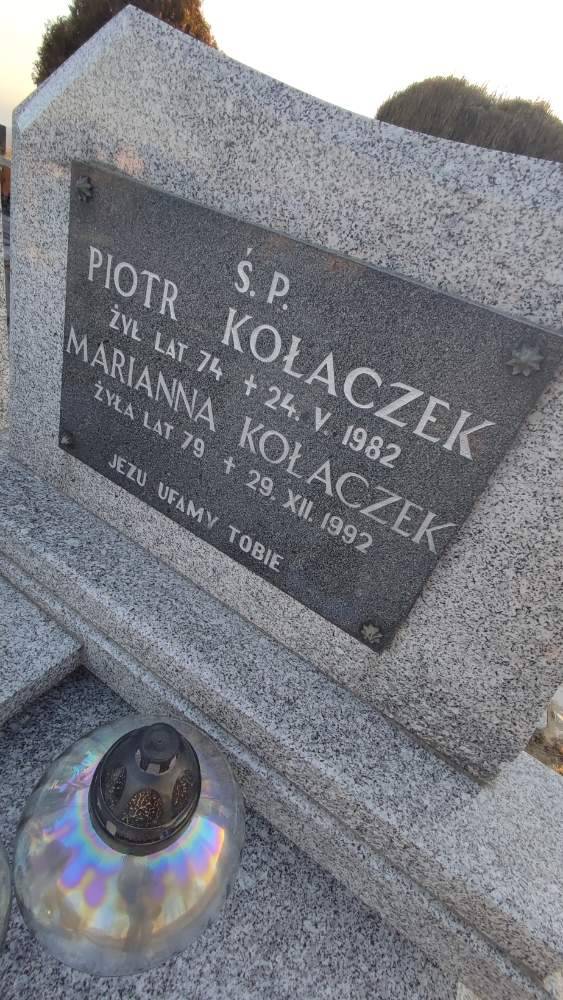 Ś.P.
PIOTR KOŁACZEK
ŻYŁ LAT 74 + 24.V.1982
MARIANNA KOŁACZEK
ŻYŁA LAT 79 + 29.XII.1992
JEZU UFAMY TOBIE